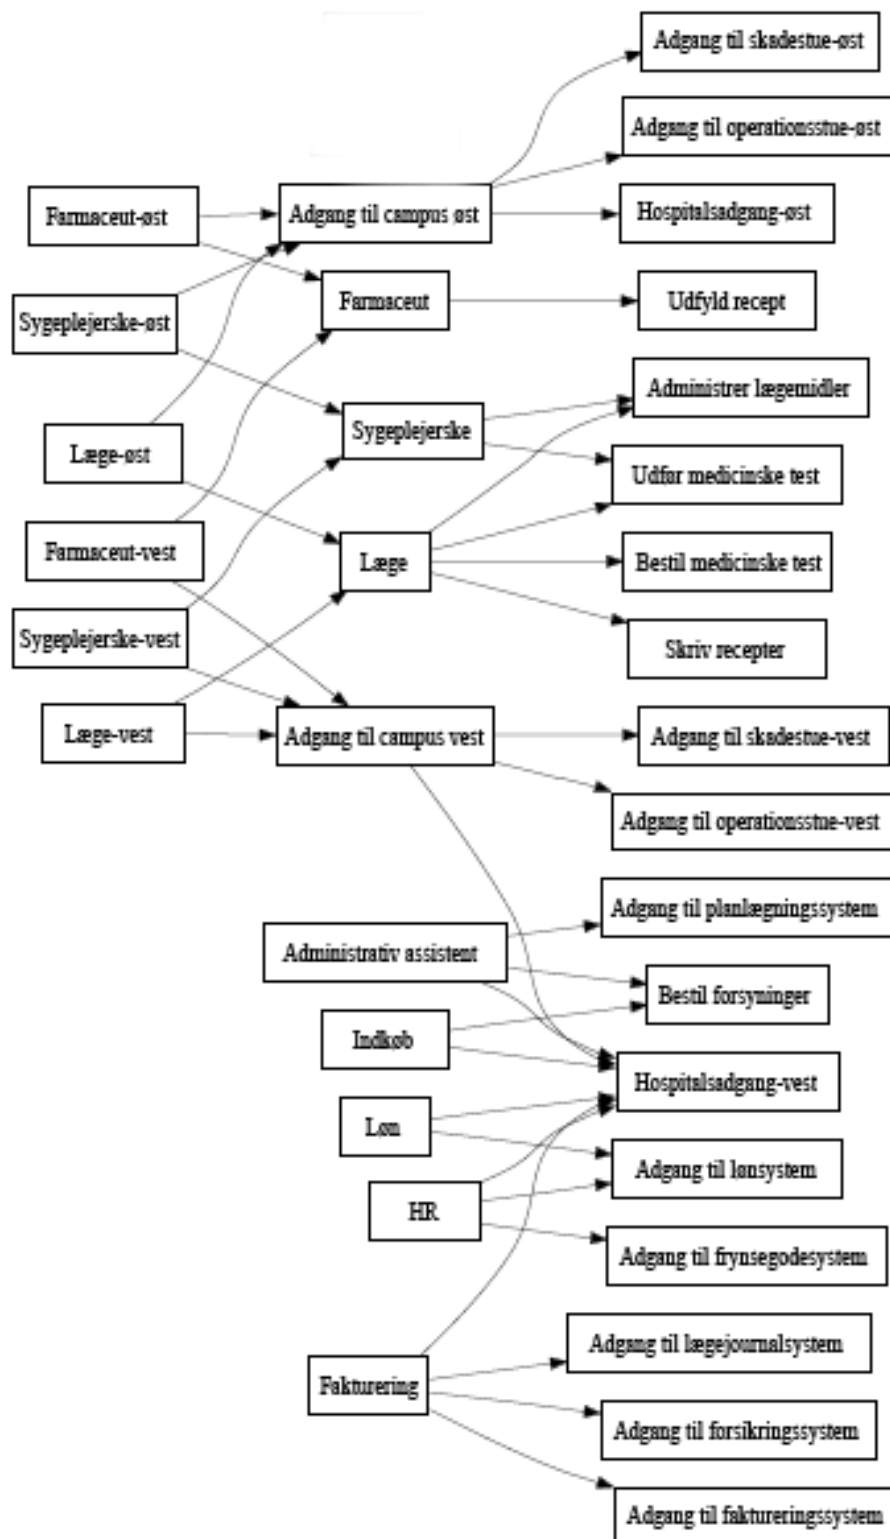 Adgang til skadestue-øst
Adgang til operationsstue-øst
Farmaceut-øst
Adgang til campus øst
Hospitalsadgang-øst
Farmaceut
Udfyld recept
Sygeplejerske-øst
Administrer lægemidler
Sygeplejerske
Læge-øst
Udfør medicinske test
Farmaceut-vest
Læge
Bestil medicinske test
Sygeplejerske-vest
Skriv recepter
Læge-vest
Adgang til campus vest
Adgang til skadestue-vest
Adgang til operationsstue-vest
Adgang til planlægningssystem
Administrativ assistent
Bestil forsyninger
Indkøb
Hospitalsadgang-vest
Løn
Adgang til lønsystem
HR
Adgang til frynsegodesystem
Adgang til lægejournalsystem
Fakturering
Adgang til forsikringssystem
Adgang til faktureringssystem